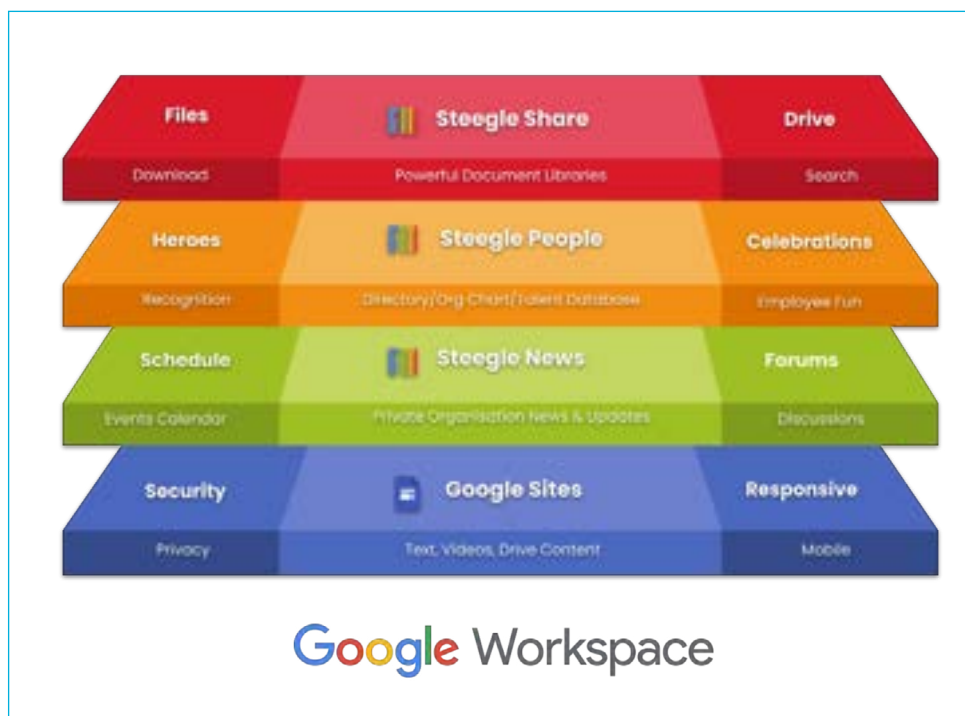 Files Steegle Share Drive
Download Powerful Document Libraries Search
Heroes Steegle People Celebrations
Recognition Directory/Org Chart/Talent Database Employee Fun
Schedule Steegle News Forums
Events Calendar Private Organisation News & Updates Discussions
Security Google Sites Responsive
Privacy Text, Videos, Drive Content Mobile
Google Workspace